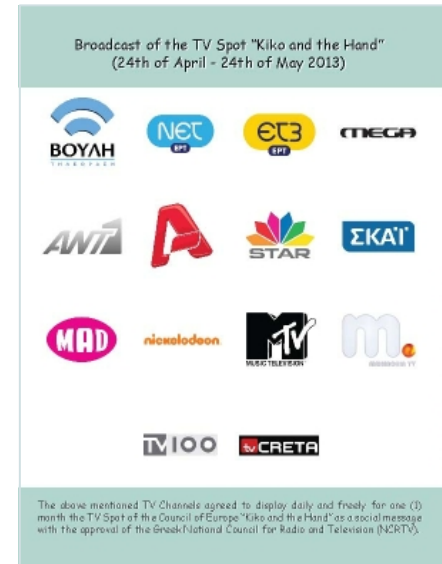 Broadcast of the TV Spot "Kiko and the Hand"
(24th of April - 24th of May 2013)
ΒΟΥΛΗ
ΤΗΛΕΟΡΑΣΗ
ΝΕΤ
ΕΡΤ
ΕΤ3
ΕΡΤ
MEGA
ANT1
A
STAR
ΣΚΑΪ
MAD
nickelodeon
MTV
MUSIC TELEVISION
m.
TV100
tv CRETA
The above mentioned TV Channels agreed to display daily and freely for one (1)
month the TV Spot of the Council of Europe "Kiko and the Hand" as a social message
with the approval of the Greek National Council for Radio and Television (NCRTV).